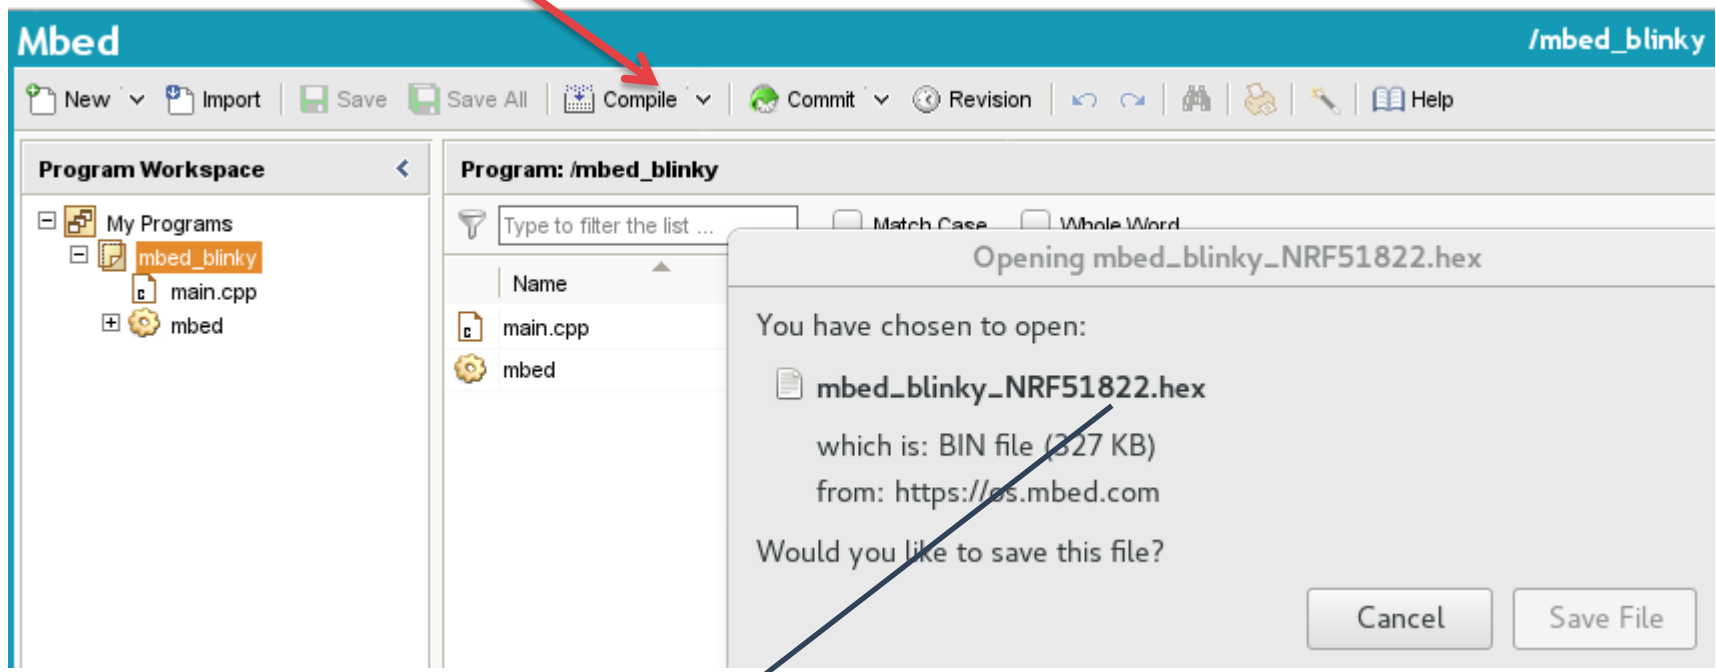 Mbed /mbed_blinky
New Import Save Save All Compile Commit Revision Help
Program Workspace
My Programs
mbed_blinky
main.cpp
mbed
Program: /mbed_blinky
Type to filter the list ... Match Case Whole Word
Name
main.cpp
mbed
Opening mbed_blinky_NRF51822.hex
You have chosen to open:
mbed_blinky_NRF51822.hex
which is: BIN file (327 KB)
from: https://os.mbed.com
Would you like to save this file?
Cancel Save File